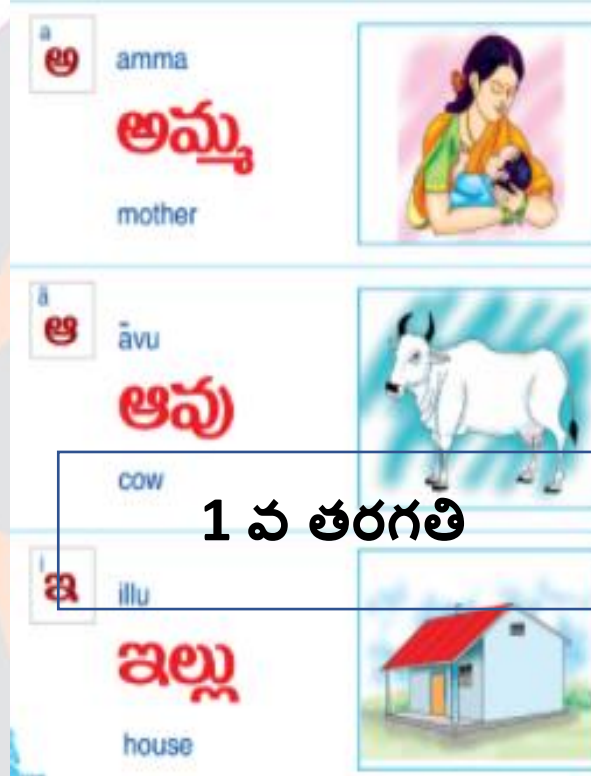 a
అ
amma
అమ్మ
mother
ā
ఆ
āvu
ఆవు
cow
1 వ తరగతి
i
ఇ
illu
ఇల్లు
house